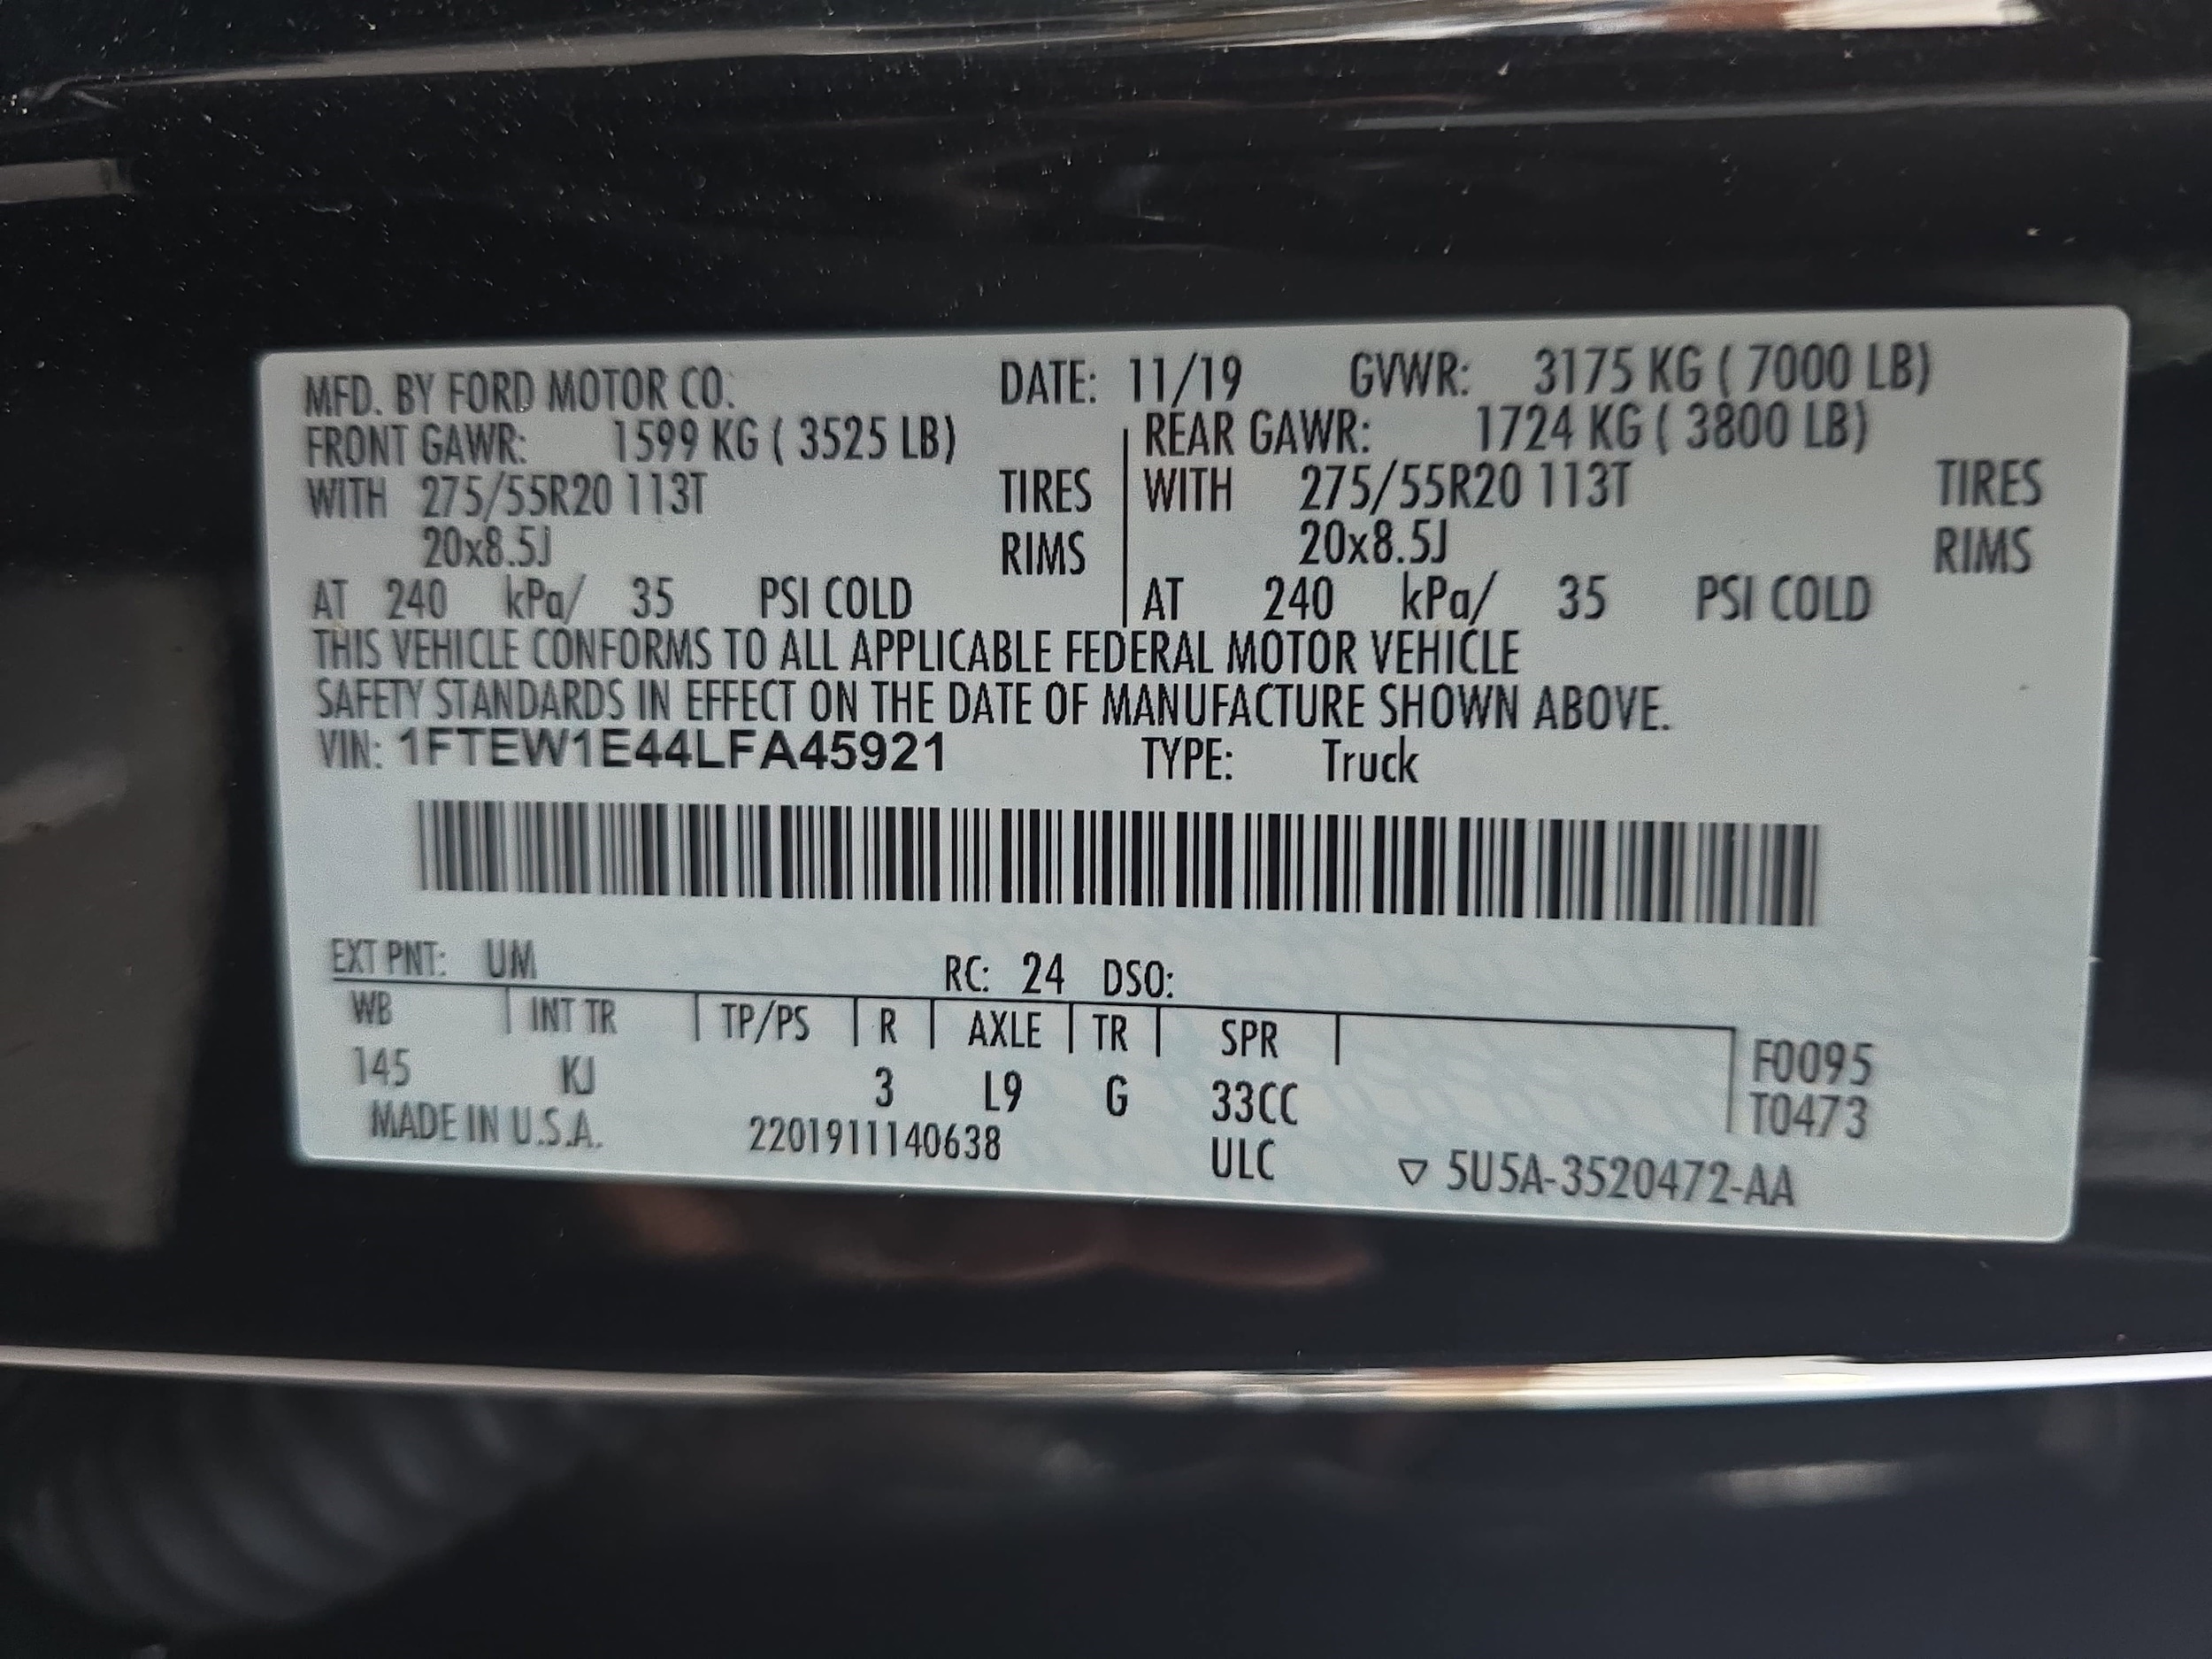 MFD. BY FORD MOTOR CO. DATE: 11/19 GVWR: 3175 KG ( 7000 LB)
FRONT GAWR: 1599 KG ( 3525 LB) REAR GAWR: 1724 KG ( 3800 LB)
WITH 275/55R20 113T TIRES WITH 275/55R20 113T TIRES
20x8.5J RIMS 20x8.5J RIMS
AT 240 kPa/ 35 PSI COLD AT 240 kPa/ 35 PSI COLD
THIS VEHICLE CONFORMS TO ALL APPLICABLE FEDERAL MOTOR VEHICLE
SAFETY STANDARDS IN EFFECT ON THE DATE OF MANUFACTURE SHOWN ABOVE.
VIN: 1FTEW1E44LFA45921 TYPE: Truck
EXT PNT: UM RC: 24 DSO:
WB INT TR TP/PS R AXLE TR SPR F0095
145 KJ 3 L9 G 33CC T0473
MADE IN U.S.A. 2201911140638 ULC ▽ 5U5A-3520472-AA